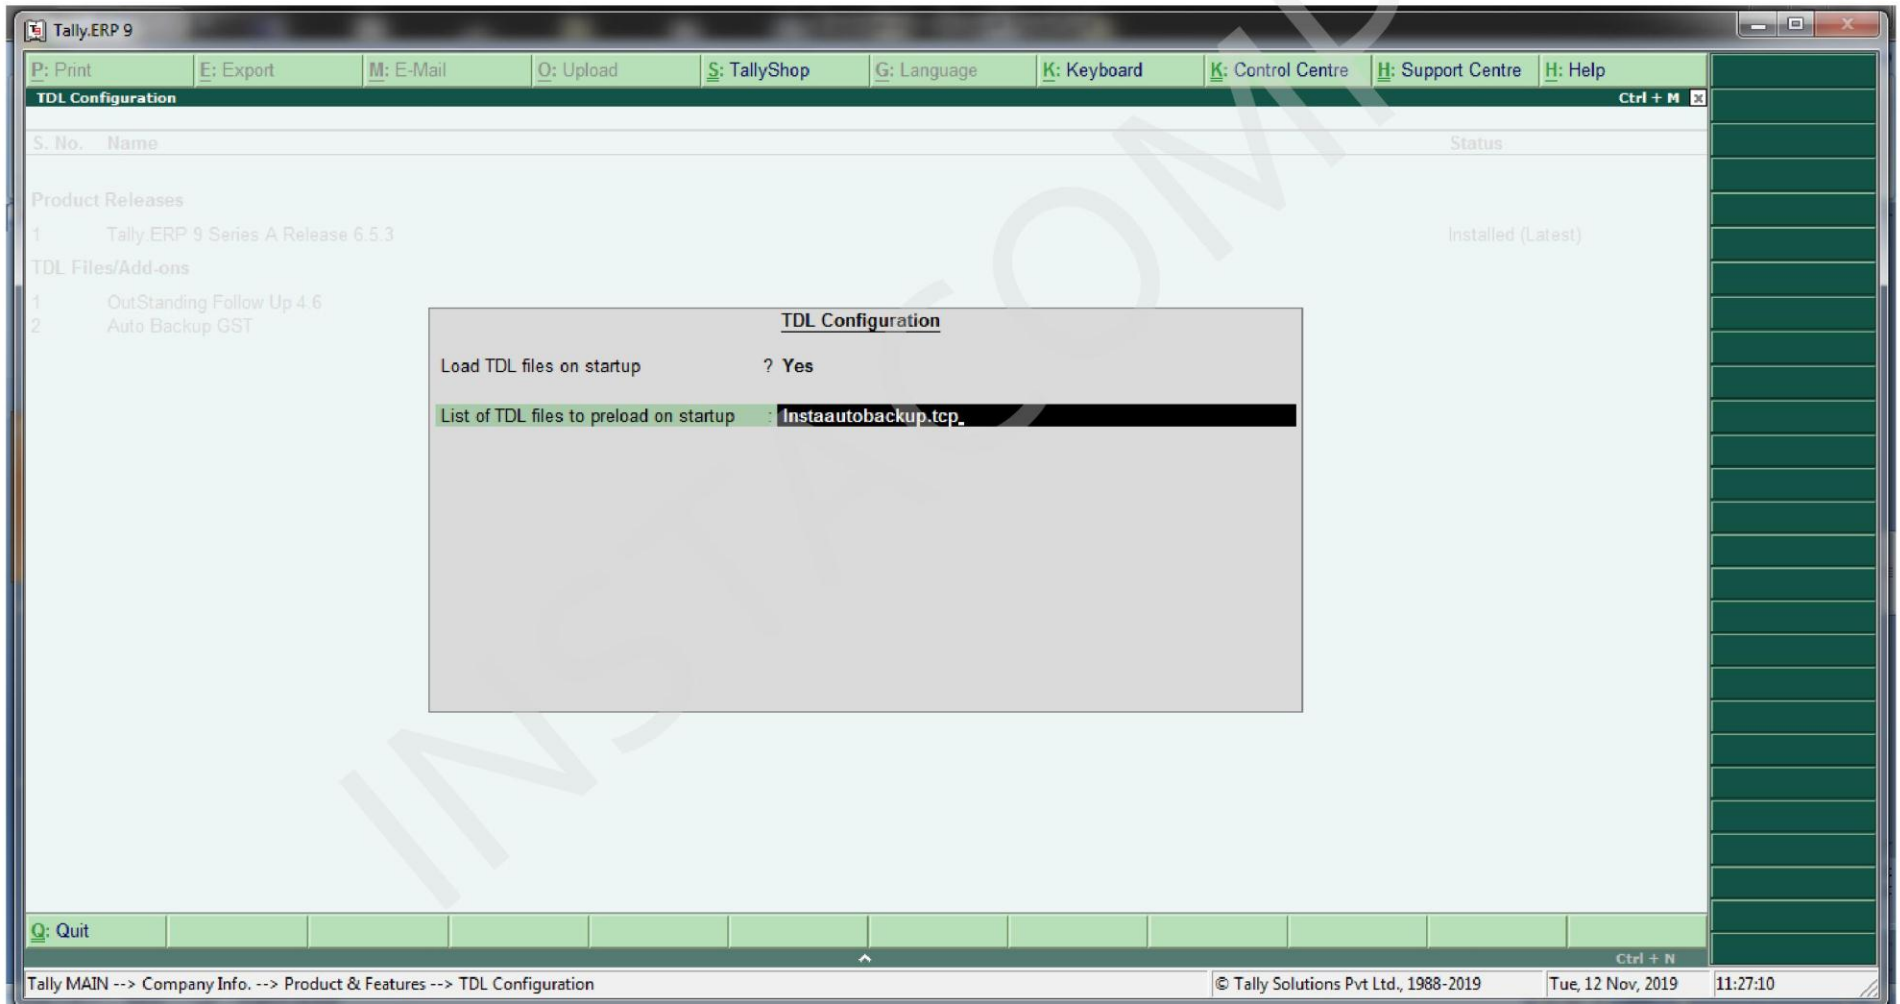 Tally.ERP 9
P: Print E: Export M: E-Mail O: Upload S: TallyShop G: Language K: Keyboard K: Control Centre H: Support Centre H: Help
TDL Configuration Ctrl + M
S. No. Name Status
Product Releases
1 Tally.ERP 9 Series A Release 6.5.3 Installed (Latest)
TDL Files/Add-ons
1 OutStanding Follow Up 4.6
2 Auto Backup GST
TDL Configuration
Load TDL files on startup ? Yes
List of TDL files to preload on startup : Instaautobackup.tcp
INSTACOMP
Q: Quit
Ctrl + N
Tally MAIN --> Company Info. --> Product & Features --> TDL Configuration © Tally Solutions Pvt Ltd., 1988-2019 Tue, 12 Nov, 2019 11:27:10